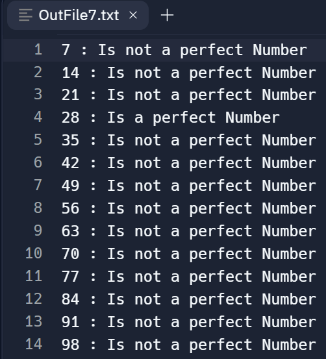 OutFile7.txt × +
1 7 : Is not a perfect Number
2 14 : Is not a perfect Number
3 21 : Is not a perfect Number
4 28 : Is a perfect Number
5 35 : Is not a perfect Number
6 42 : Is not a perfect Number
7 49 : Is not a perfect Number
8 56 : Is not a perfect Number
9 63 : Is not a perfect Number
10 70 : Is not a perfect Number
11 77 : Is not a perfect Number
12 84 : Is not a perfect Number
13 91 : Is not a perfect Number
14 98 : Is not a perfect Number